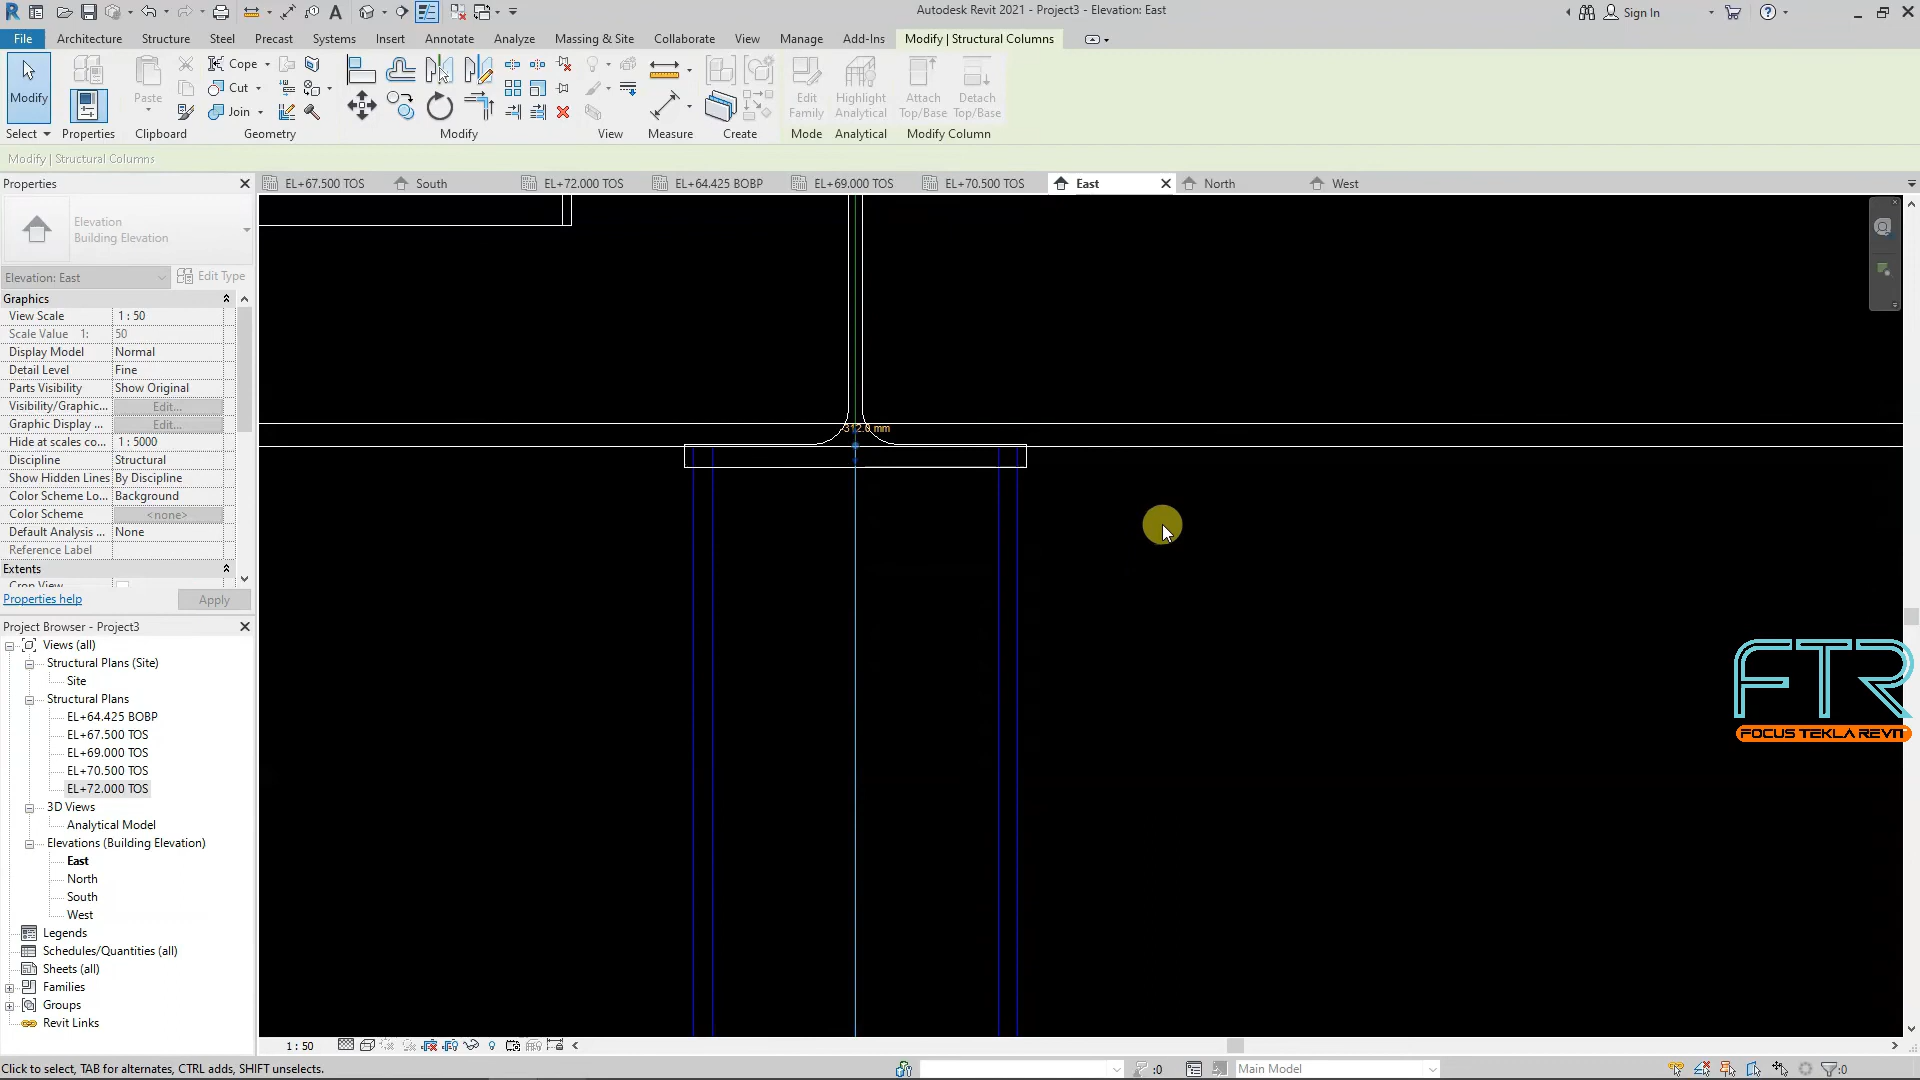 Autodesk Revit 2021 - Project3 - Elevation: East
Sign In
File Architecture Structure Steel Precast Systems Insert Annotate Analyze Massing & Site Collaborate View Manage Add-Ins Modify | Structural Columns
Modify
Paste
Cope
Cut
Join
Edit Family
Highlight Analytical
Attach Top/Base
Detach Top/Base
Select Properties Clipboard Geometry Modify View Measure Create Mode Analytical Modify Column
Modify | Structural Columns
Properties
EL+67.500 TOS South EL+72.000 TOS EL+64.425 BOBP EL+69.000 TOS EL+70.500 TOS East North West
Elevation
Building Elevation
Elevation: East Edit Type
Graphics
View Scale 1 : 50
Scale Value 1: 50
Display Model Normal
Detail Level Fine
Parts Visibility Show Original
Visibility/Graphic... Edit...
Graphic Display ... Edit...
Hide at scales co... 1 : 5000
Discipline Structural
Show Hidden Lines By Discipline
Color Scheme Lo... Background
Color Scheme <none>
Default Analysis ... None
Reference Label
Extents
Crop View
Properties help Apply
Project Browser - Project3
Views (all)
Structural Plans (Site)
Site
Structural Plans
EL+64.425 BOBP
EL+67.500 TOS
EL+69.000 TOS
EL+70.500 TOS
EL+72.000 TOS
3D Views
Analytical Model
Elevations (Building Elevation)
East
North
South
West
Legends
Schedules/Quantities (all)
Sheets (all)
Families
Groups
Revit Links
FTR
FOCUS TEKLA REVIT
1 : 50
Click to select, TAB for alternates, CTRL adds, SHIFT unselects.
:0
Main Model
:0